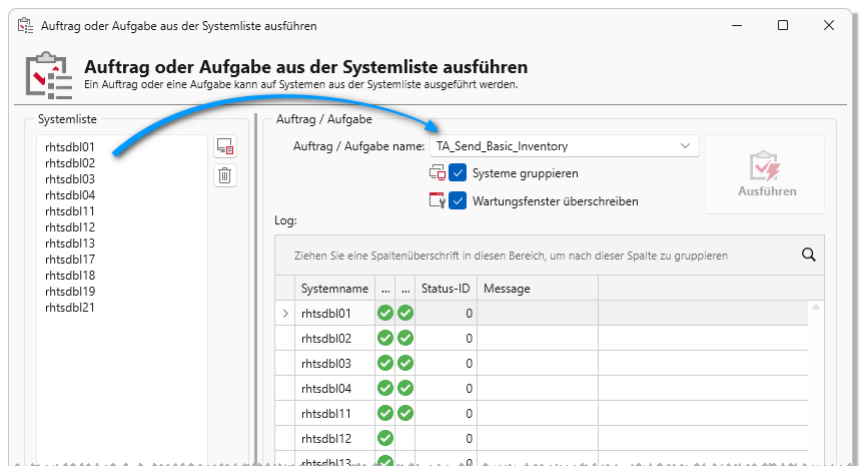 Auftrag oder Aufgabe aus der Systemliste ausführen
Auftrag oder Aufgabe aus der Systemliste ausführen
Ein Auftrag oder eine Aufgabe kann auf Systemen aus der Systemliste ausgeführt werden.
Systemliste
rhtsdbl01
rhtsdbl02
rhtsdbl03
rhtsdbl04
rhtsdbl11
rhtsdbl12
rhtsdbl13
rhtsdbl17
rhtsdbl18
rhtsdbl19
rhtsdbl21
Auftrag / Aufgabe
Auftrag / Aufgabe name: TA_Send_Basic_Inventory
Systeme gruppieren
Wartungsfenster überschreiben
Ausführen
Log:
Ziehen Sie eine Spaltenüberschrift in diesen Bereich, um nach dieser Spalte zu gruppieren
Systemname ... ... Status-ID Message
rhtsdbl01 0
rhtsdbl02 0
rhtsdbl03 0
rhtsdbl04 0
rhtsdbl11 0
rhtsdbl12 0
rhtsdbl13 0